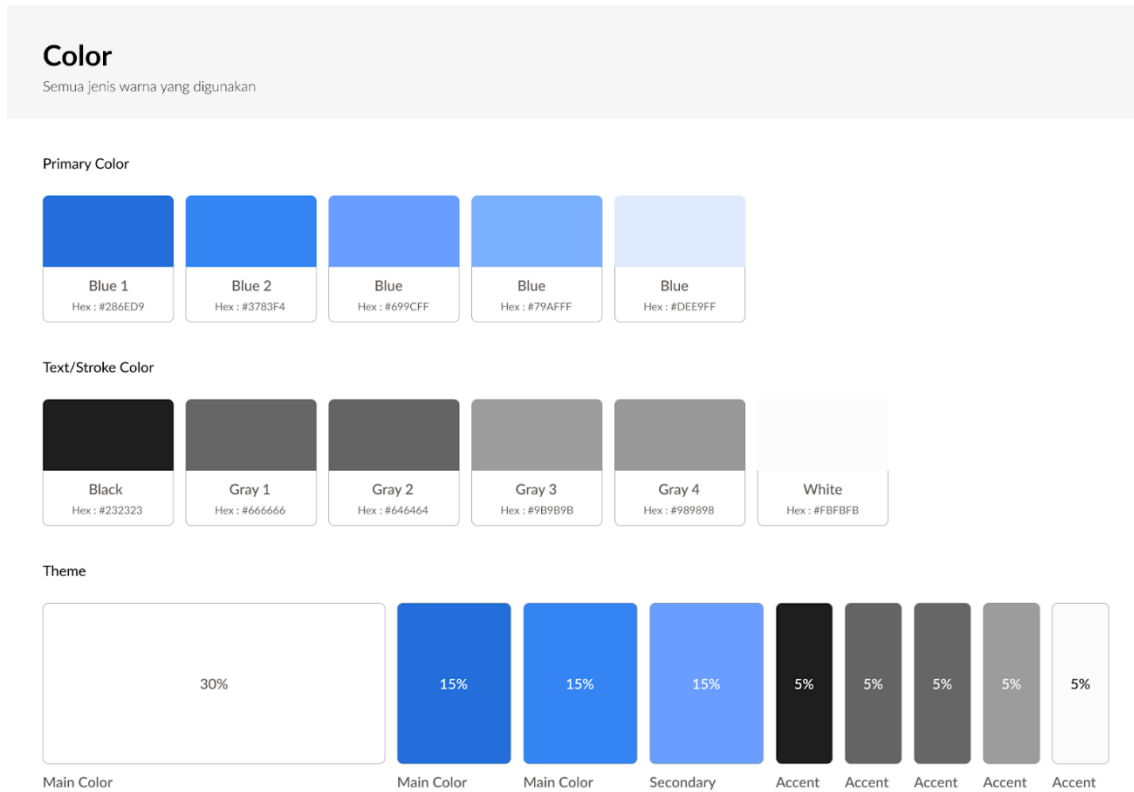 Color
Semua jenis warna yang digunakan
Primary Color
Blue 1
Hex : #286ED9
Blue 2
Hex : #3783F4
Blue
Hex : #699CFF
Blue
Hex : #79AFFF
Blue
Hex : #DEE9FF
Text/Stroke Color
Black
Hex : #232323
Gray 1
Hex : #666666
Gray 2
Hex : #646464
Gray 3
Hex : #9B9B9B
Gray 4
Hex : #989898
White
Hex : #FBFBFB
Theme
30%
15%
15%
15%
5%
5%
5%
5%
5%
Main Color
Main Color
Main Color
Secondary
Accent
Accent
Accent
Accent
Accent